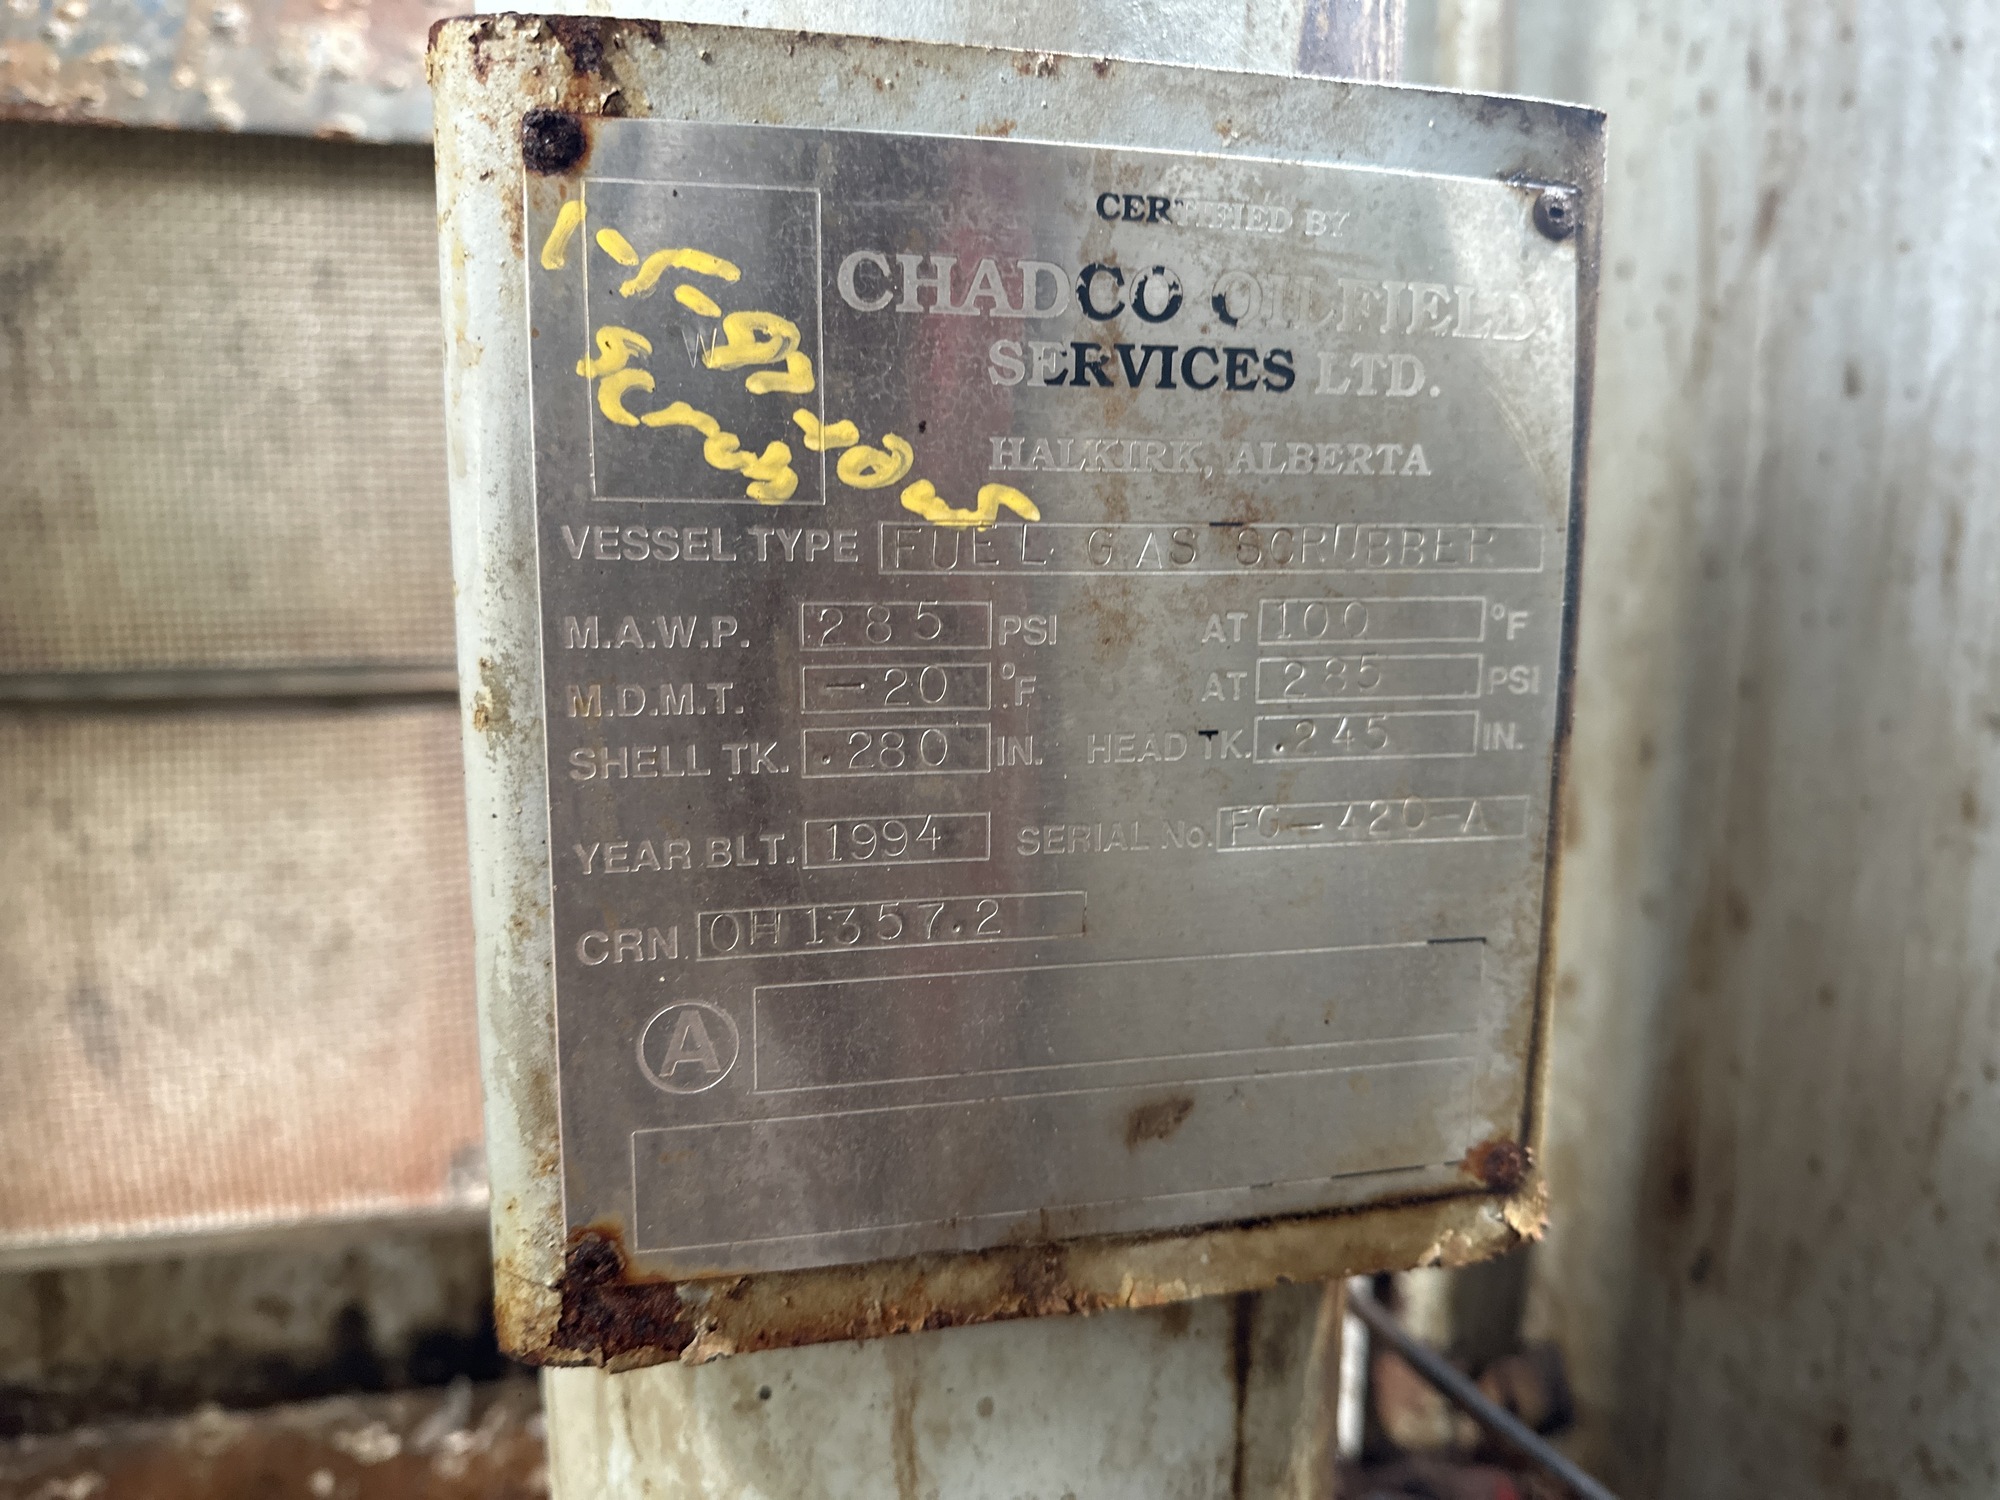 CERTIFIED BY
CHADCO OILFIELD
SERVICES LTD.
HALKIRK, ALBERTA
W
VESSEL TYPE FUEL GAS SCRUBBER
M.A.W.P. 285 PSI AT 100 °F
M.D.M.T. -20 °F AT 285 PSI
SHELL TK. .280 IN. HEAD TK. .245 IN.
YEAR BLT. 1994 SERIAL No. FG-420-A
CRN OH1357.2
A